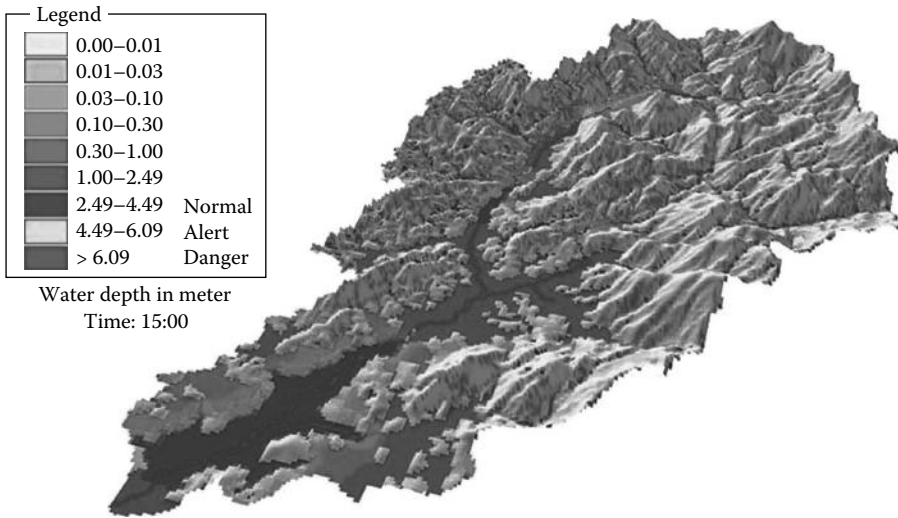 Legend
0.00–0.01
0.01–0.03
0.03–0.10
0.10–0.30
0.30–1.00
1.00–2.49
2.49–4.49 Normal
4.49–6.09 Alert
> 6.09 Danger
Water depth in meter
Time: 15:00